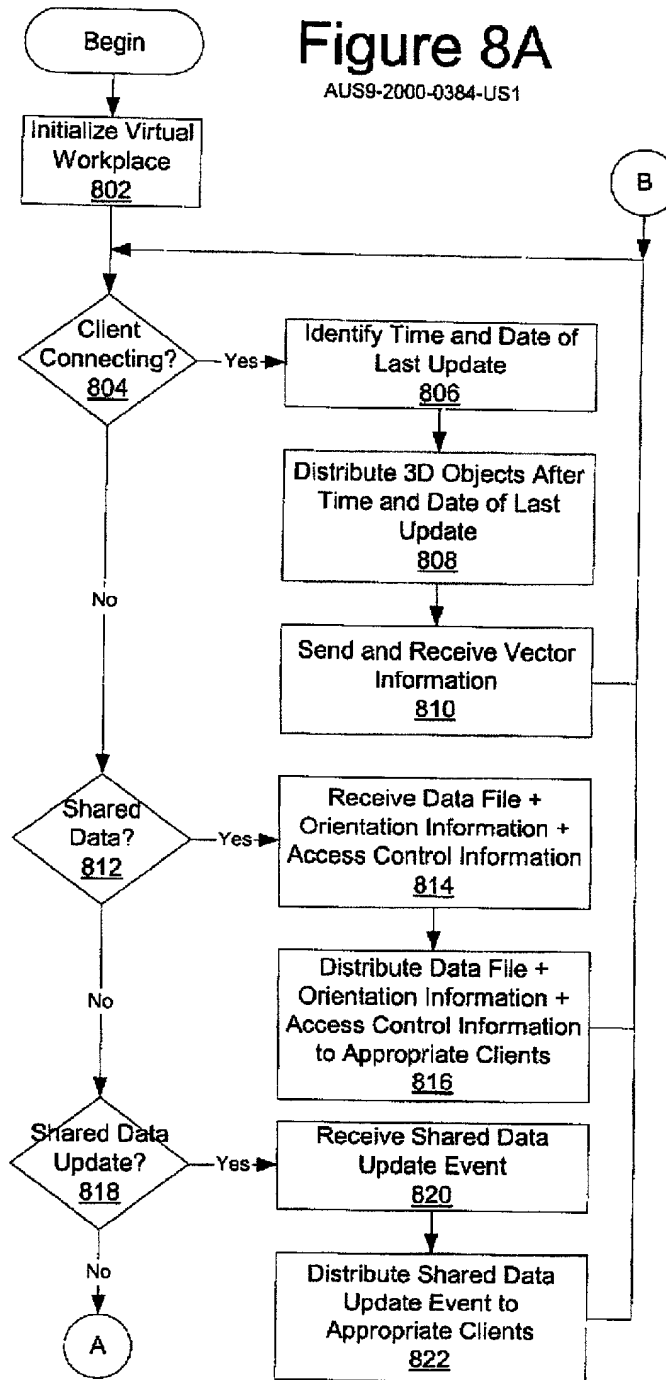 Begin
Figure 8A
AUS9-2000-0384-US1
Initialize Virtual
Workplace
802
B
Client
Connecting?
804
Yes
Identify Time and Date of
Last Update
806
Distribute 3D Objects After
Time and Date of Last
Update
808
No
Send and Receive Vector
Information
810
Shared
Data?
812
Yes
Receive Data File +
Orientation Information +
Access Control Information
814
No
Distribute Data File +
Orientation Information +
Access Control Information
to Appropriate Clients
816
Shared Data
Update?
818
Yes
Receive Shared Data
Update Event
820
No
Distribute Shared Data
Update Event to
Appropriate Clients
822
A